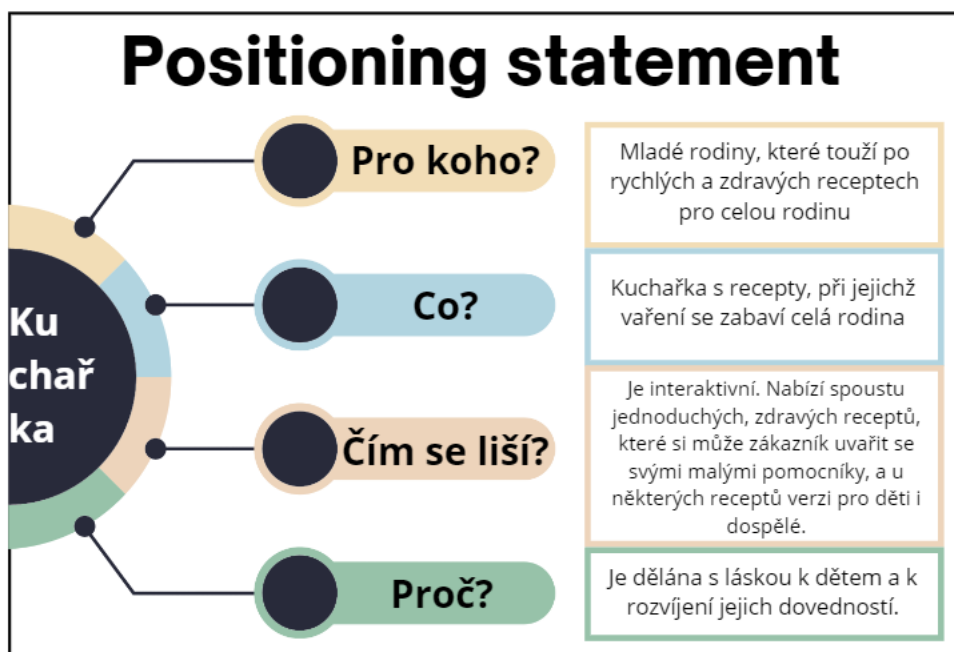 Positioning statement
Ku
chař
ka
Pro koho?
Mladé rodiny, které touží po
rychlých a zdravých receptech
pro celou rodinu
Co?
Kuchařka s recepty, při jejichž
vaření se zabaví celá rodina
Čím se liší?
Je interaktivní. Nabízí spoustu
jednoduchých, zdravých receptů,
které si může zákazník uvařit se
svými malými pomocníky, a u
některých receptů verzi pro děti i
dospělé.
Proč?
Je dělána s láskou k dětem a k
rozvíjení jejich dovedností.